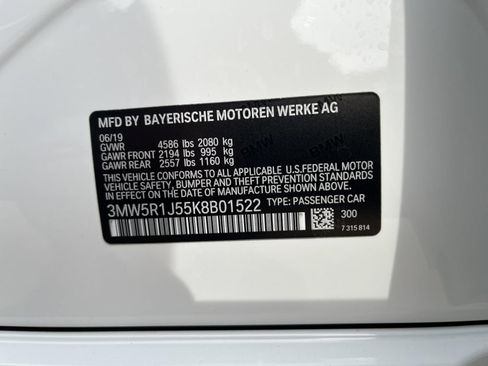 MFD BY BAYERISCHE MOTOREN WERKE AG
06/19
GVWR 4586 lbs 2080 kg
GAWR FRONT 2194 lbs 995 kg
GAWR REAR 2557 lbs 1160 kg
THIS VEHICLE CONFORMS TO ALL APPLICABLE U.S.FEDERAL MOTOR
VEHICLE SAFETY, BUMPER, AND THEFT PREVENTION STANDARDS
IN EFFECT ON THE DATE OF MANUFACTURE SHOWN ABOVE.
3MW5R1J55K8B01522 TYPE: PASSENGER CAR
300
7 315 814